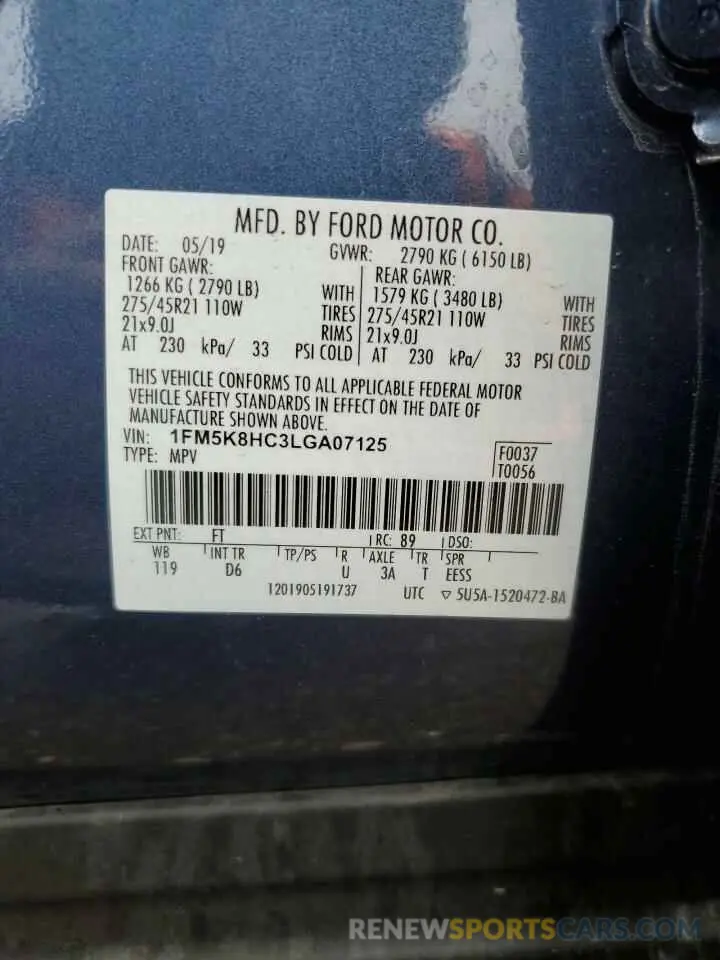 MFD. BY FORD MOTOR CO.
DATE: 05/19 GVWR: 2790 KG ( 6150 LB)
FRONT GAWR: REAR GAWR:
1266 KG ( 2790 LB) WITH 1579 KG ( 3480 LB) WITH
275/45R21 110W TIRES 275/45R21 110W TIRES
21x9.0J RIMS 21x9.0J RIMS
AT 230 kPa/ 33 PSI COLD AT 230 kPa/ 33 PSI COLD
THIS VEHICLE CONFORMS TO ALL APPLICABLE FEDERAL MOTOR
VEHICLE SAFETY STANDARDS IN EFFECT ON THE DATE OF
MANUFACTURE SHOWN ABOVE.
VIN: 1FM5K8HC3LGA07125 F0037
TYPE: MPV T0056
EXT PNT: FT RC: 89 DSO:
WB INT TR TP/PS R AXLE TR SPR
119 D6 U 3A T EESS
1201905191737 UTC ▽ 5U5A-1520472-BA
RENEWSPORTSCARS.COM